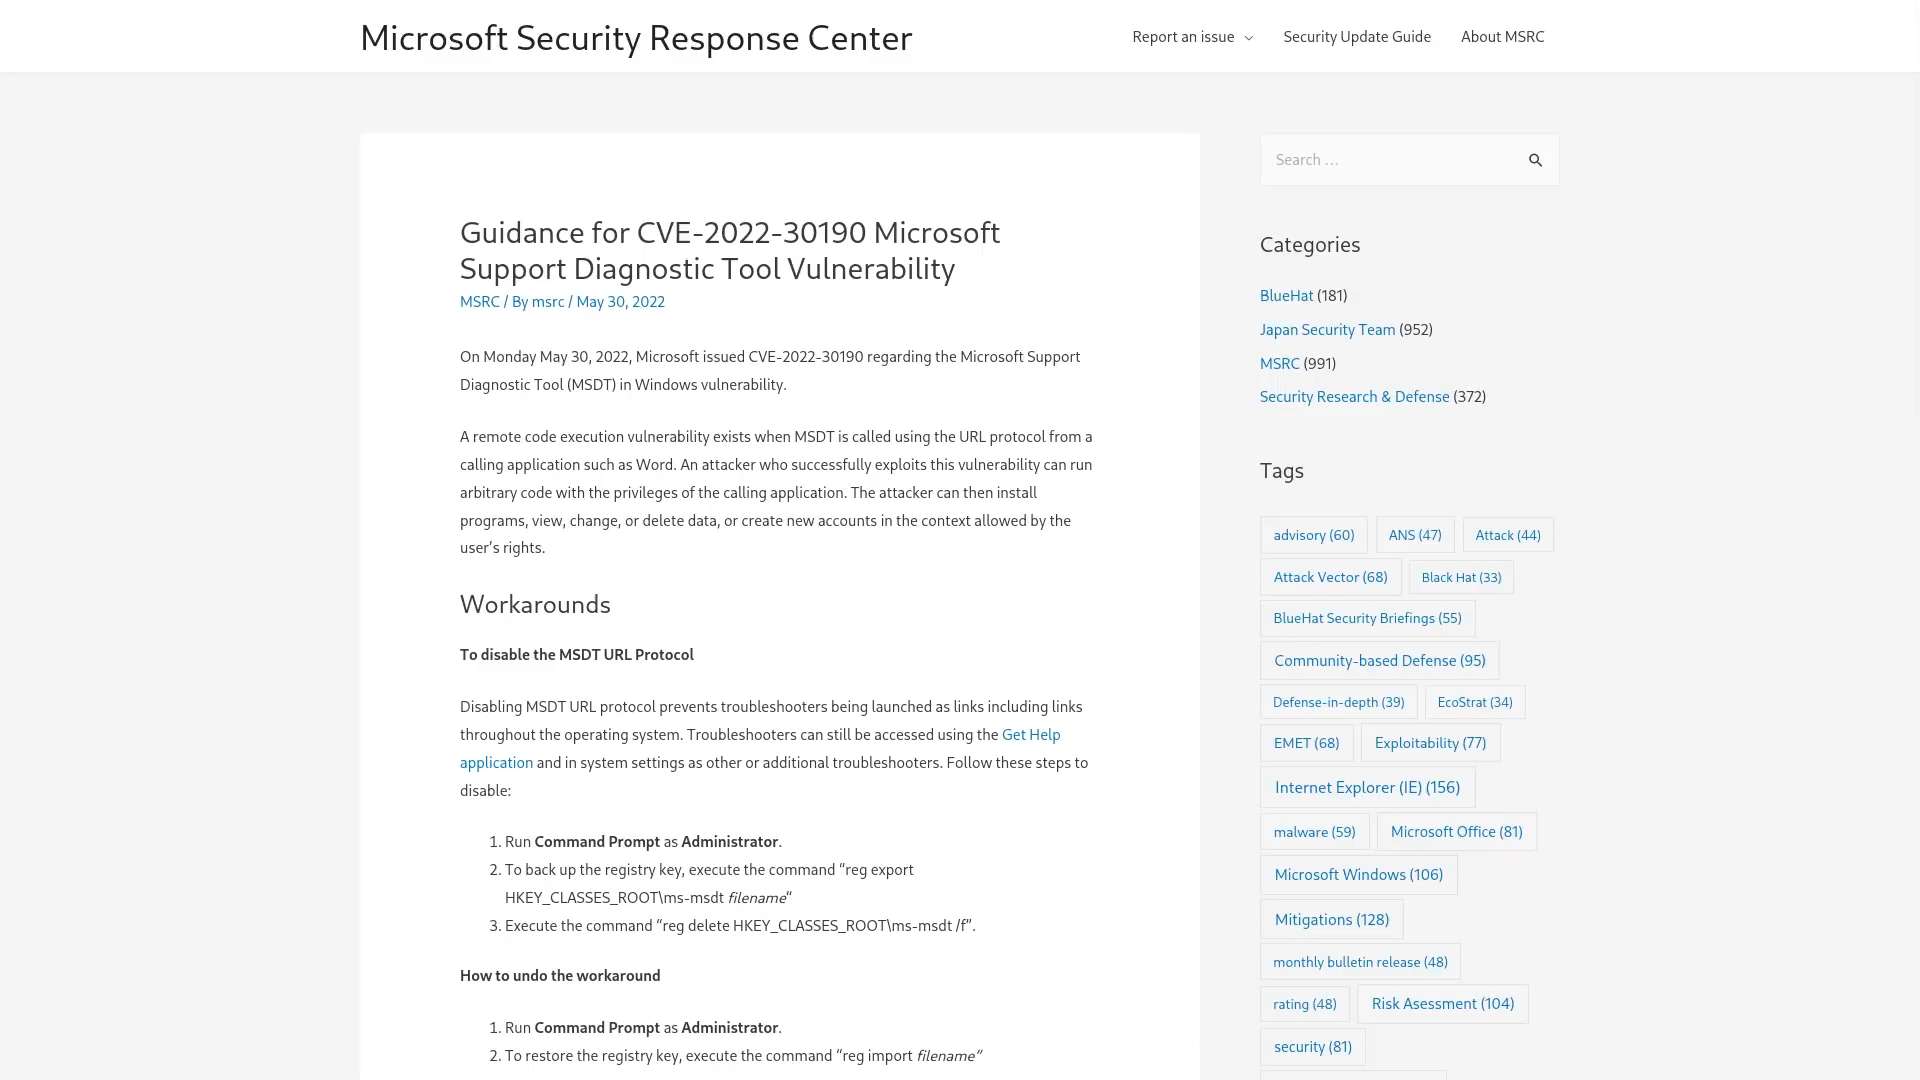 Microsoft Security Response Center
Report an issue
Security Update Guide
About MSRC
Guidance for CVE-2022-30190 Microsoft
Support Diagnostic Tool Vulnerability
MSRC / By msrc / May 30, 2022
On Monday May 30, 2022, Microsoft issued CVE-2022-30190 regarding the Microsoft Support
Diagnostic Tool (MSDT) in Windows vulnerability.
A remote code execution vulnerability exists when MSDT is called using the URL protocol from a
calling application such as Word. An attacker who successfully exploits this vulnerability can run
arbitrary code with the privileges of the calling application. The attacker can then install
programs, view, change, or delete data, or create new accounts in the context allowed by the
user’s rights.
Workarounds
To disable the MSDT URL Protocol
Disabling MSDT URL protocol prevents troubleshooters being launched as links including links
throughout the operating system. Troubleshooters can still be accessed using the Get Help
application and in system settings as other or additional troubleshooters. Follow these steps to
disable:
1. Run Command Prompt as Administrator.
2. To back up the registry key, execute the command “reg export
HKEY_CLASSES_ROOT\ms-msdt filename“
3. Execute the command “reg delete HKEY_CLASSES_ROOT\ms-msdt /f”.
How to undo the workaround
1. Run Command Prompt as Administrator.
2. To restore the registry key, execute the command “reg import filename”
Search …
Categories
BlueHat (181)
Japan Security Team (952)
MSRC (991)
Security Research & Defense (372)
Tags
advisory (60) ANS (47) Attack (44)
Attack Vector (68) Black Hat (33)
BlueHat Security Briefings (55)
Community-based Defense (95)
Defense-in-depth (39) EcoStrat (34)
EMET (68) Exploitability (77)
Internet Explorer (IE) (156)
malware (59) Microsoft Office (81)
Microsoft Windows (106)
Mitigations (128)
monthly bulletin release (48)
rating (48) Risk Asessment (104)
security (81)